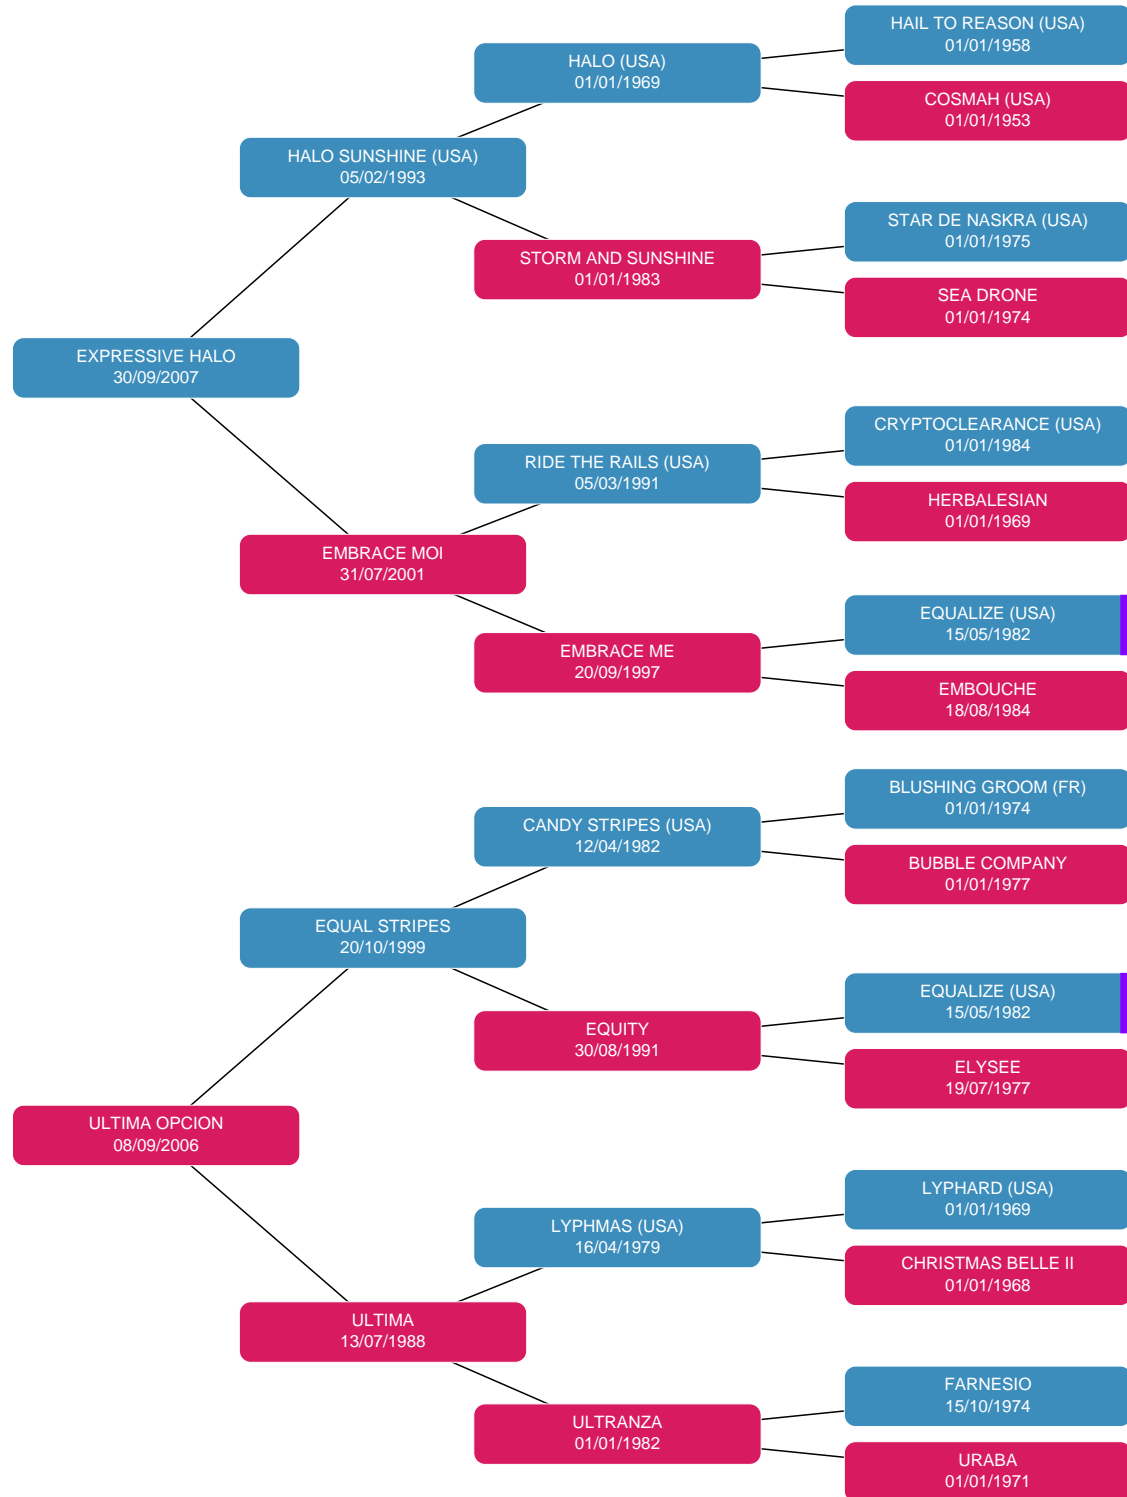 HAIL TO REASON (USA)
01/01/1958
HALO (USA)
01/01/1969
COSMAH (USA)
01/01/1953
HALO SUNSHINE (USA)
05/02/1993
STAR DE NASKRA (USA)
01/01/1975
STORM AND SUNSHINE
01/01/1983
SEA DRONE
01/01/1974
EXPRESSIVE HALO
30/09/2007
CRYPTOCLEARANCE (USA)
01/01/1984
RIDE THE RAILS (USA)
05/03/1991
HERBALESIAN
01/01/1969
EMBRACE MOI
31/07/2001
EQUALIZE (USA)
15/05/1982
EMBRACE ME
20/09/1997
EMBOUCHE
18/08/1984
BLUSHING GROOM (FR)
01/01/1974
CANDY STRIPES (USA)
12/04/1982
BUBBLE COMPANY
01/01/1977
EQUAL STRIPES
20/10/1999
EQUALIZE (USA)
15/05/1982
EQUITY
30/08/1991
ELYSEE
19/07/1977
ULTIMA OPCION
08/09/2006
LYPHARD (USA)
01/01/1969
LYPHMAS (USA)
16/04/1979
CHRISTMAS BELLE II
01/01/1968
ULTIMA
13/07/1988
FARNESIO
15/10/1974
ULTRANZA
01/01/1982
URABA
01/01/1971